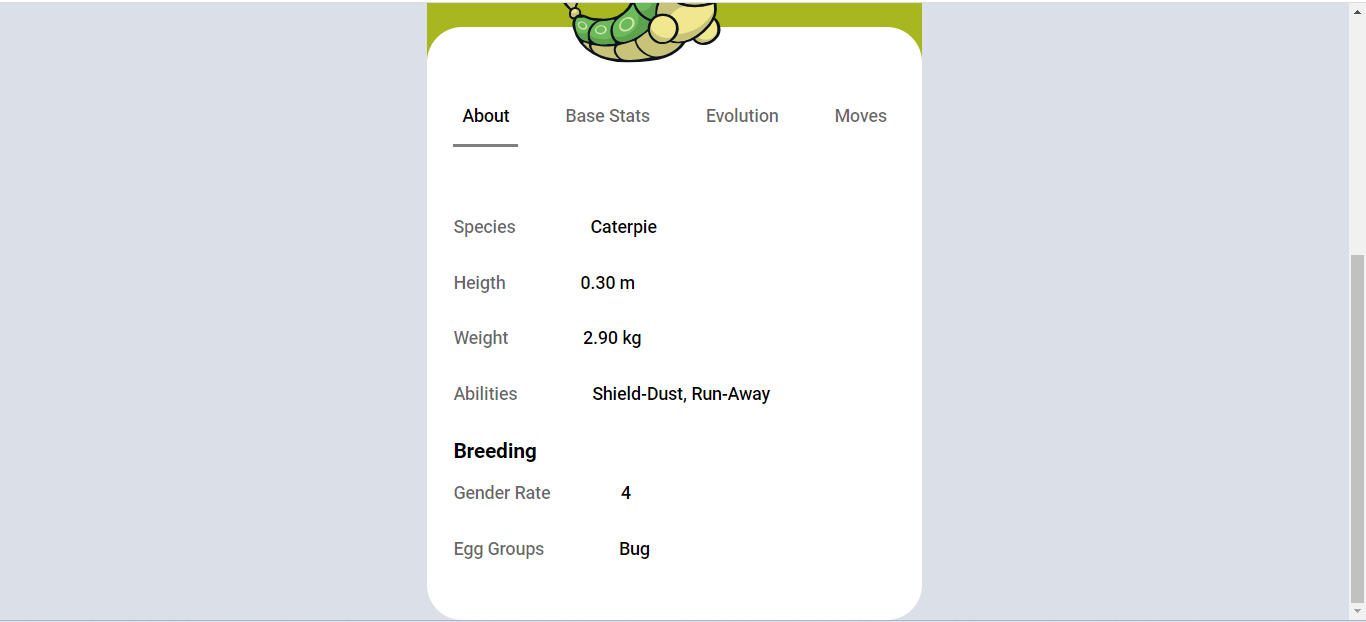 About Base Stats Evolution Moves
Species Caterpie
Heigth 0.30 m
Weight 2.90 kg
Abilities Shield-Dust, Run-Away
Breeding
Gender Rate 4
Egg Groups Bug